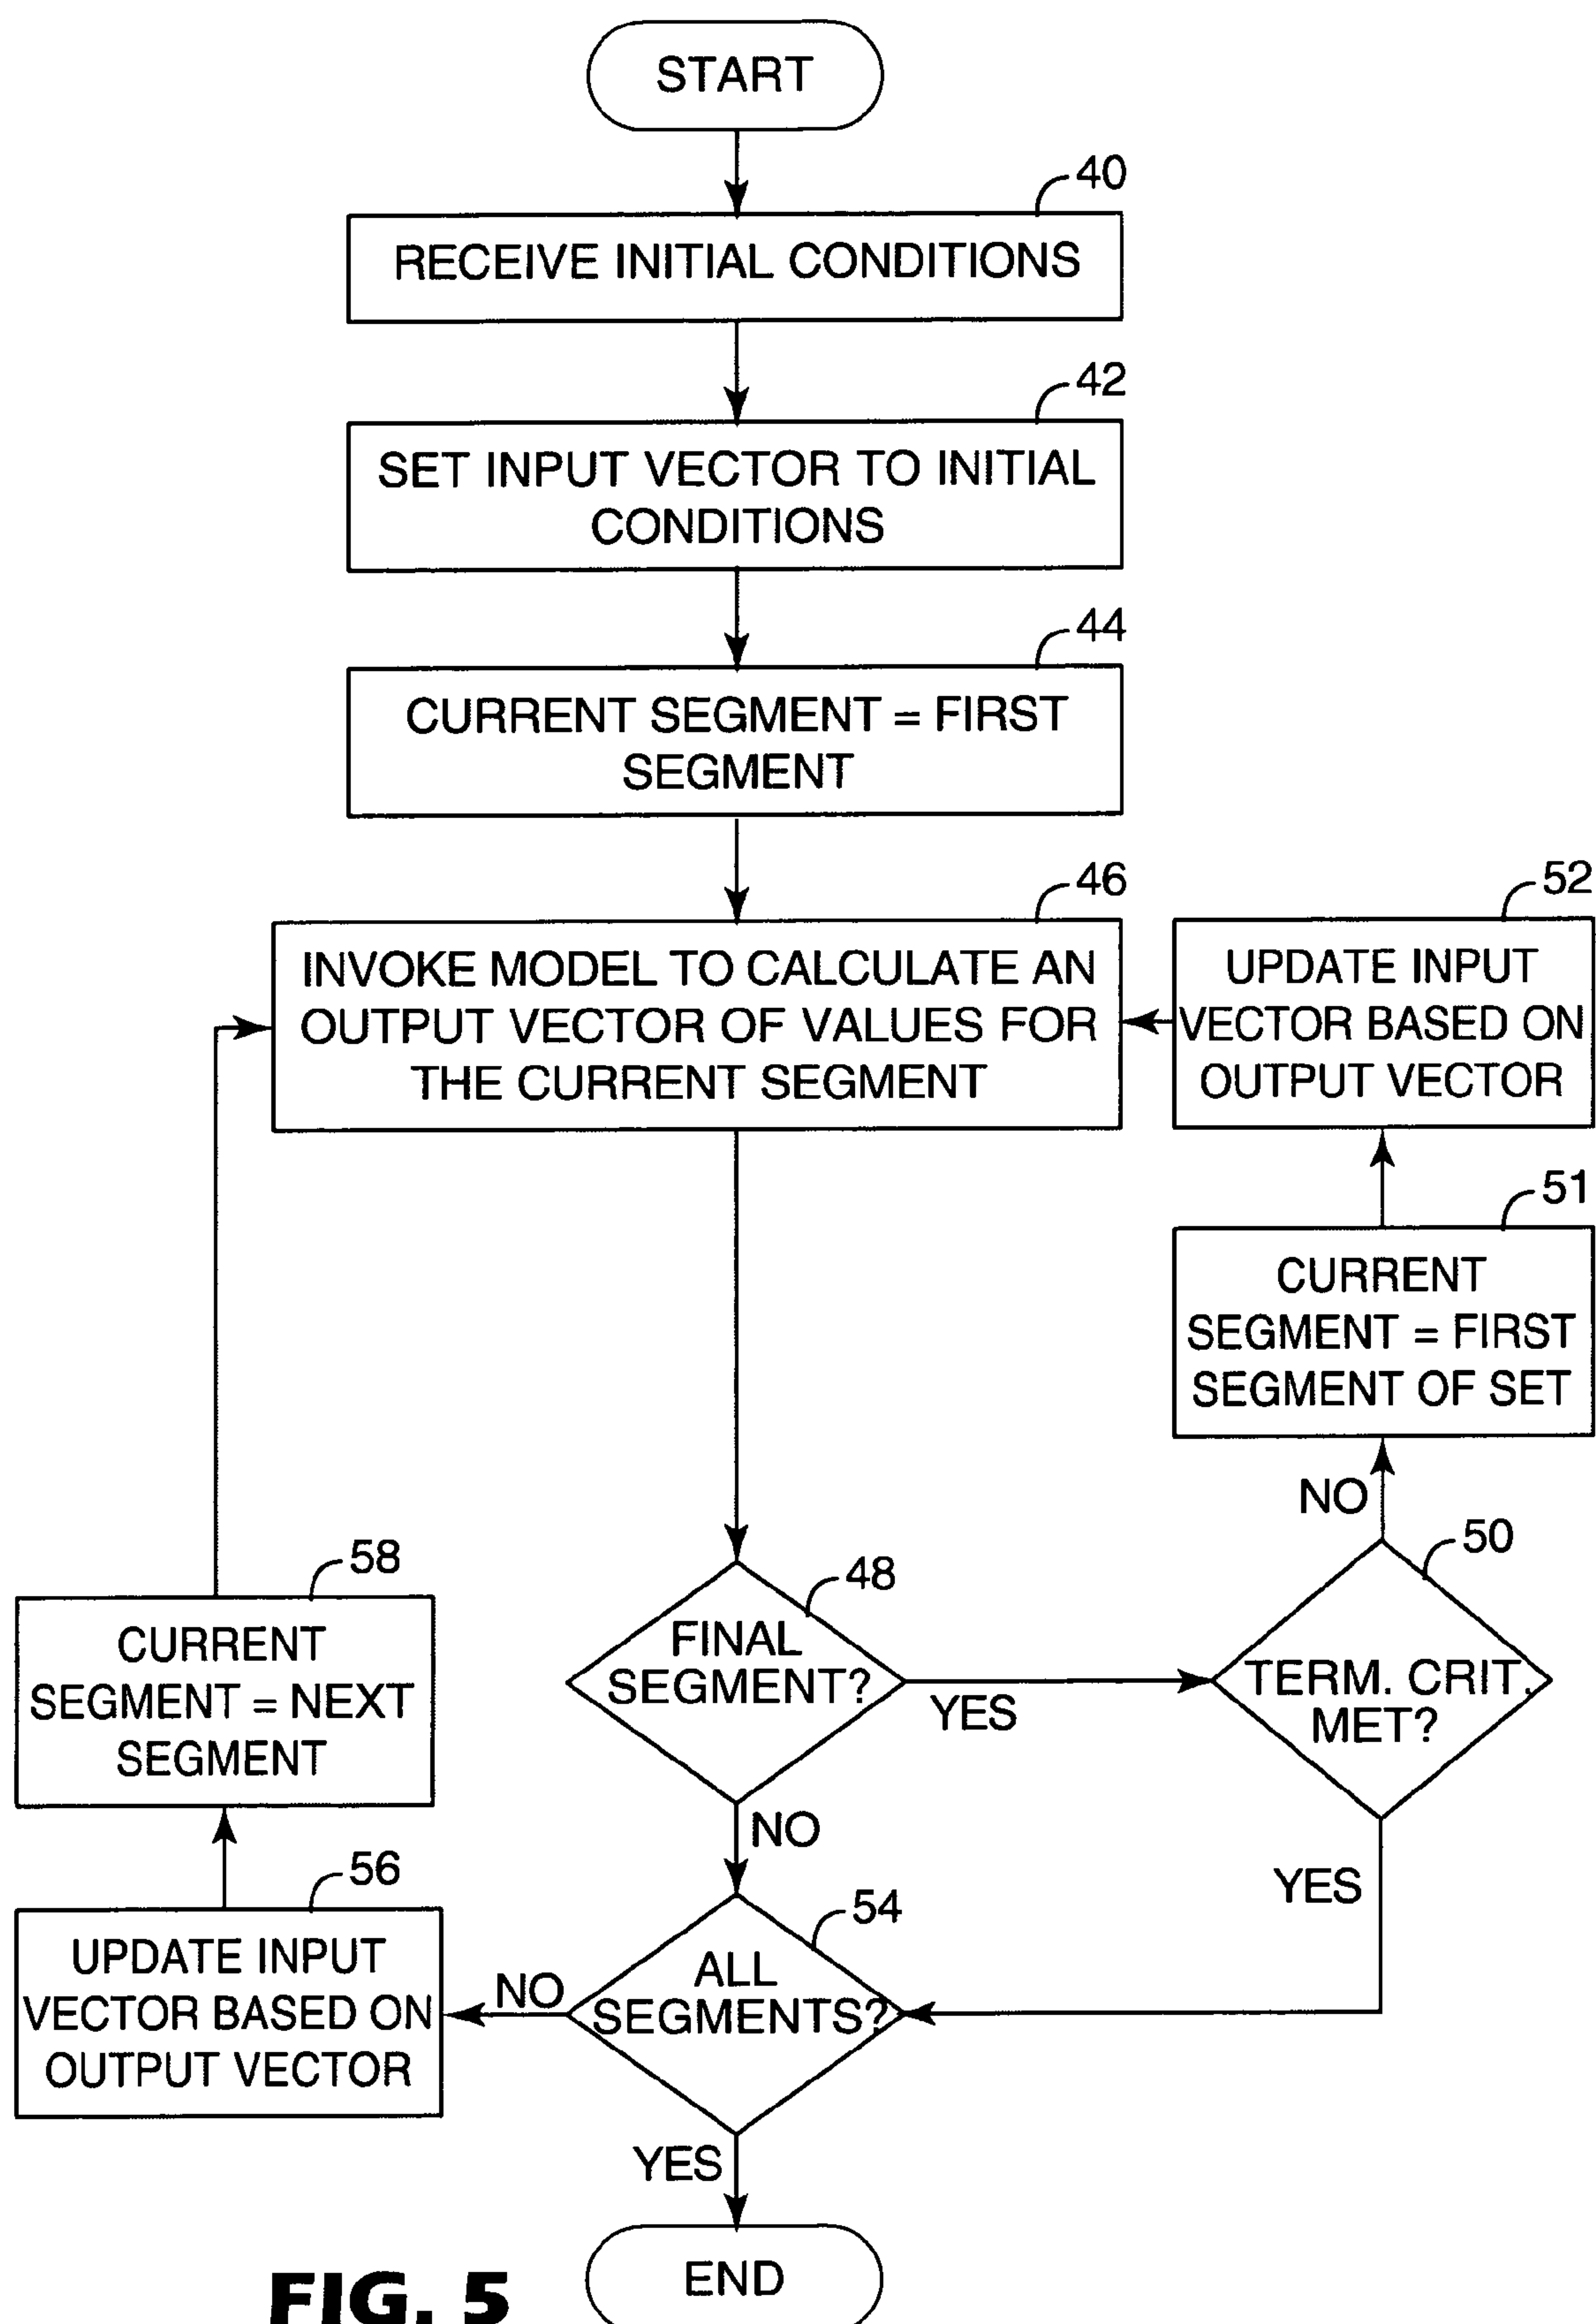 START
40
RECEIVE INITIAL CONDITIONS
42
SET INPUT VECTOR TO INITIAL
CONDITIONS
44
CURRENT SEGMENT = FIRST
SEGMENT
46
INVOKE MODEL TO CALCULATE AN
OUTPUT VECTOR OF VALUES FOR
THE CURRENT SEGMENT
52
UPDATE INPUT
VECTOR BASED ON
OUTPUT VECTOR
51
CURRENT
SEGMENT = FIRST
SEGMENT OF SET
NO
50
TERM. CRIT.
MET?
YES
48
FINAL
SEGMENT?
YES
NO
58
CURRENT
SEGMENT = NEXT
SEGMENT
56
UPDATE INPUT
VECTOR BASED ON
OUTPUT VECTOR
NO
54
ALL
SEGMENTS?
YES
END
FIG. 5